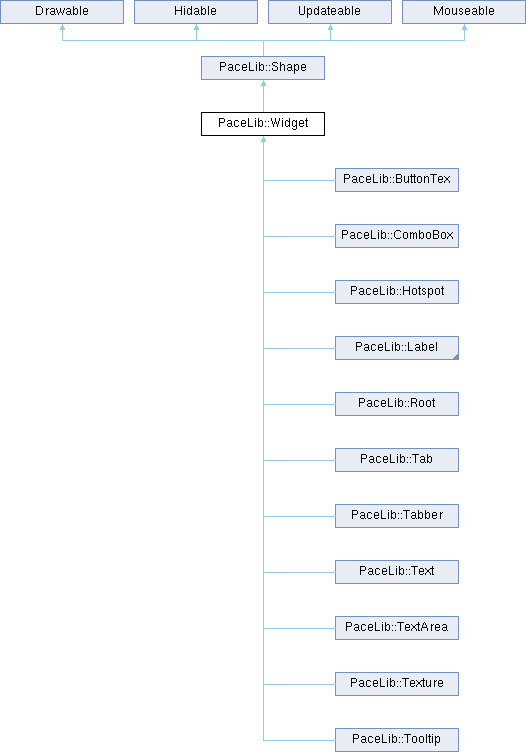 Drawable Hidable Updateable Mouseable
PaceLib::Shape
PaceLib::Widget
PaceLib::ButtonTex
PaceLib::ComboBox
PaceLib::Hotspot
PaceLib::Label
PaceLib::Root
PaceLib::Tab
PaceLib::Tabber
PaceLib::Text
PaceLib::TextArea
PaceLib::Texture
PaceLib::Tooltip